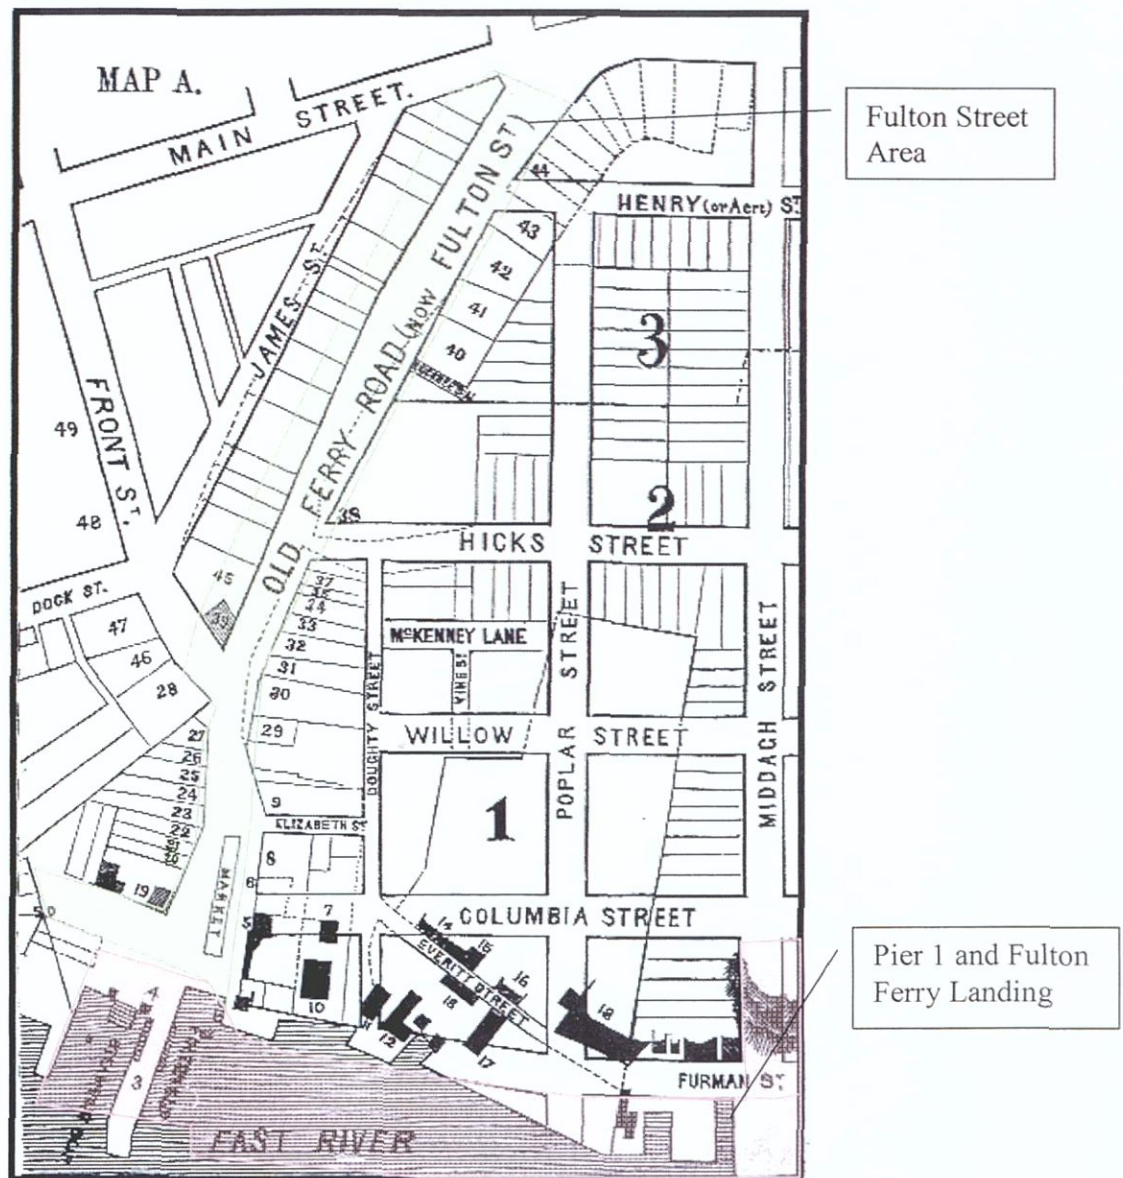 MAP A.
MAIN STREET.
Fulton Street
Area
44
HENRY (or Aert) ST.
43
42
41
40
JAMES ST.
OLD FERRY ROAD (NOW FULTON ST)
3
FRONT ST.
49
48
2
38
HICKS STREET
45
39
DOCK ST.
47
46
28
37
34
33
32
31
30
29
McKENNEY LANE
VINE ST
DOUGHTY STREET
POPLAR STREET
MIDDAGH STREET
WILLOW STREET
27
26
25
24
23
22
9
1
ELIZABETH ST
8
6
7
5
MARKET
19
COLUMBIA STREET
14
15
EVERITT STREET
16
18
18
10
12
17
Pier 1 and Fulton
Ferry Landing
4
3
FURMAN ST.
EAST RIVER